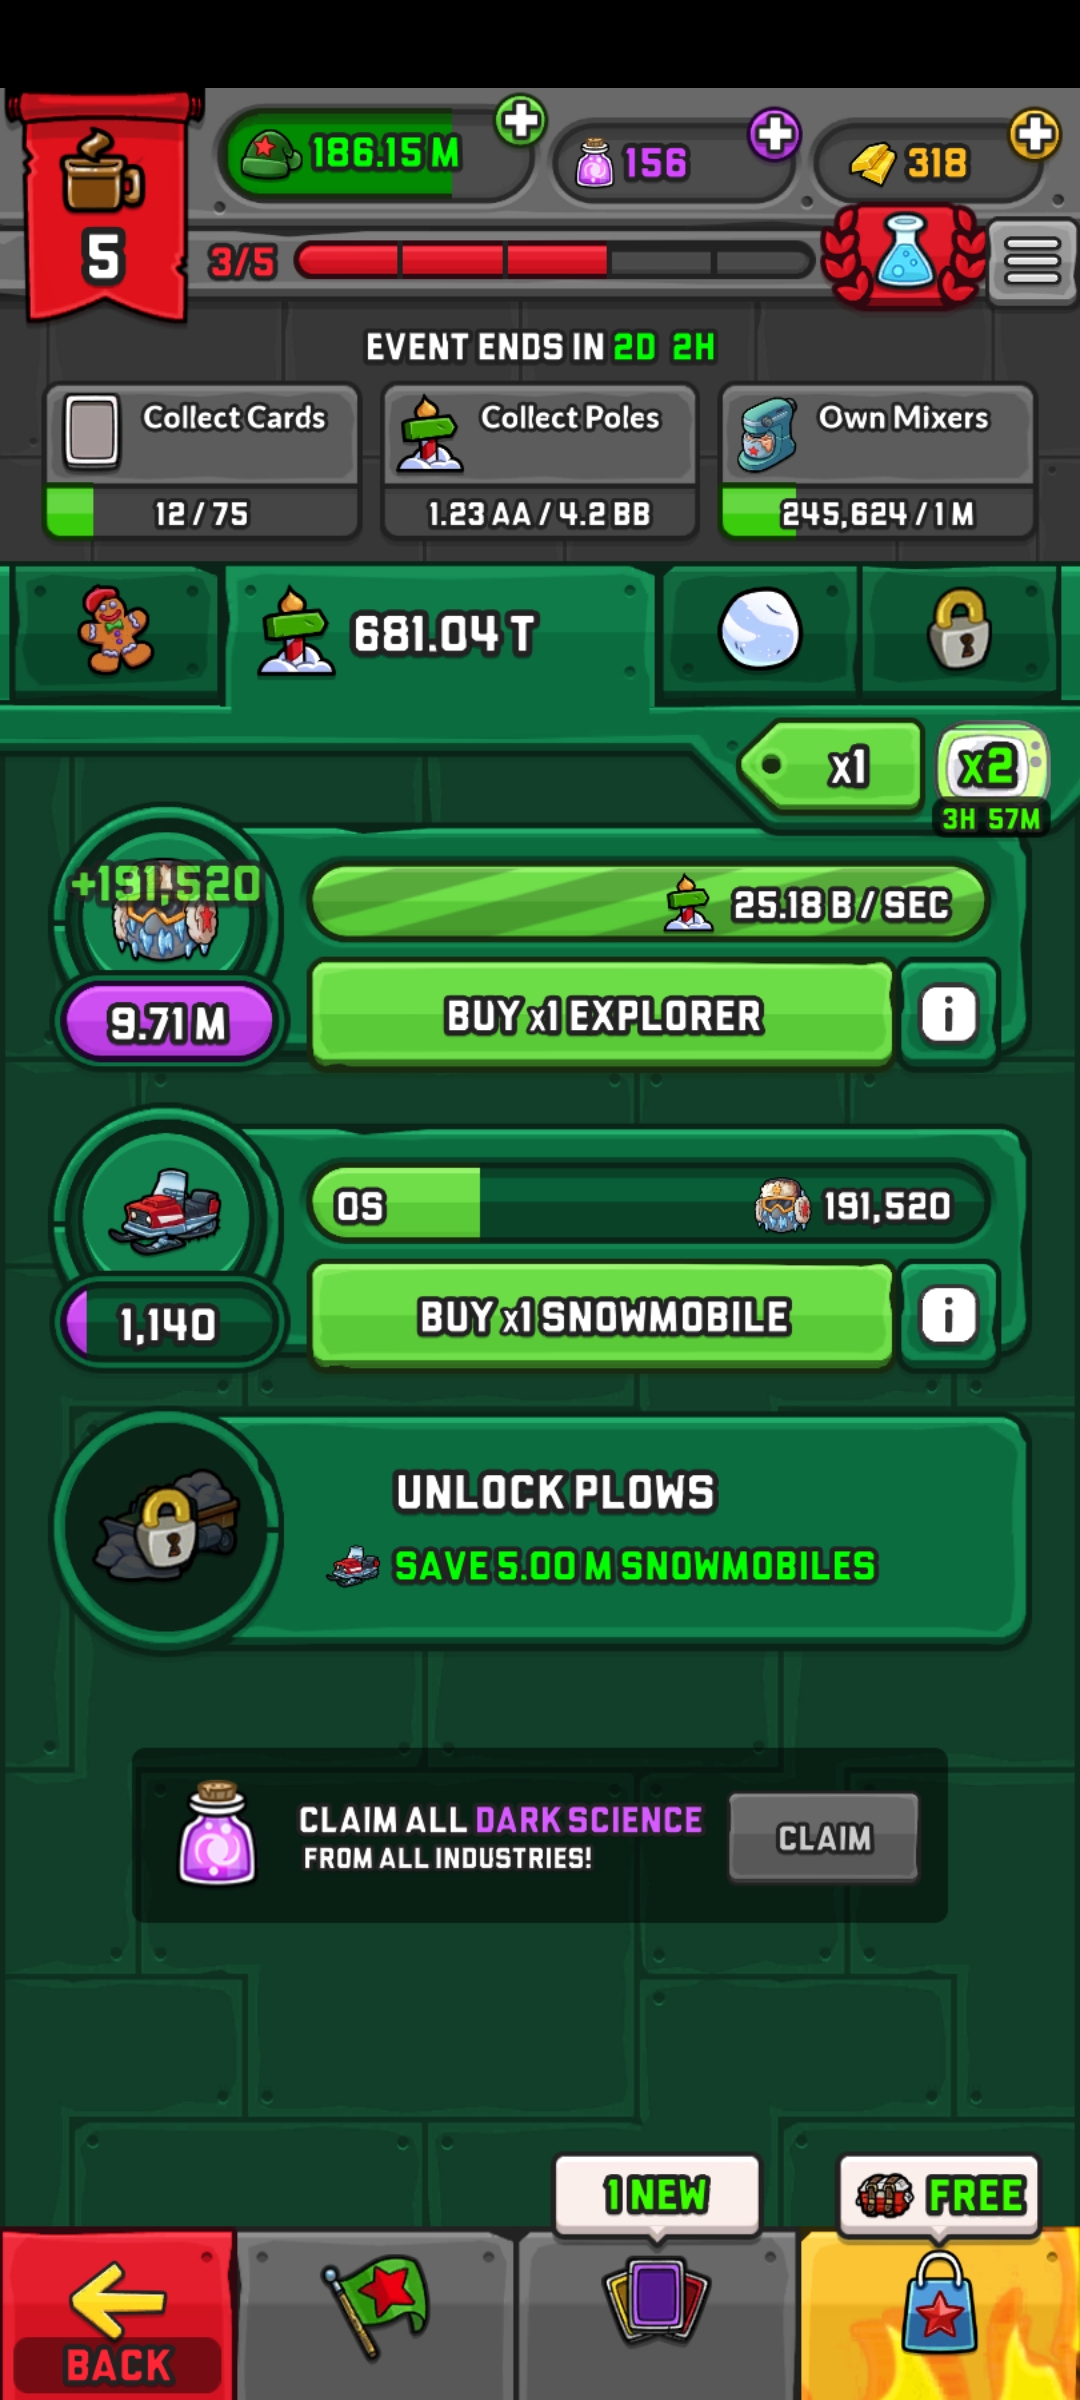 186.15 M
156
318
5
3/5
EVENT ENDS IN 2D 2H
Collect Cards
12 / 75
Collect Poles
1.23 AA / 4.2 BB
Own Mixers
245,624 / 1 M
681.04 T
x1
x2
3H 57M
+191,520
25.18 B / SEC
9.71 M
BUY x1 EXPLORER
i
0S
191,520
1,140
BUY x1 SNOWMOBILE
i
UNLOCK PLOWS
SAVE 5.00 M SNOWMOBILES
CLAIM ALL DARK SCIENCE
FROM ALL INDUSTRIES!
CLAIM
1 NEW
FREE
BACK